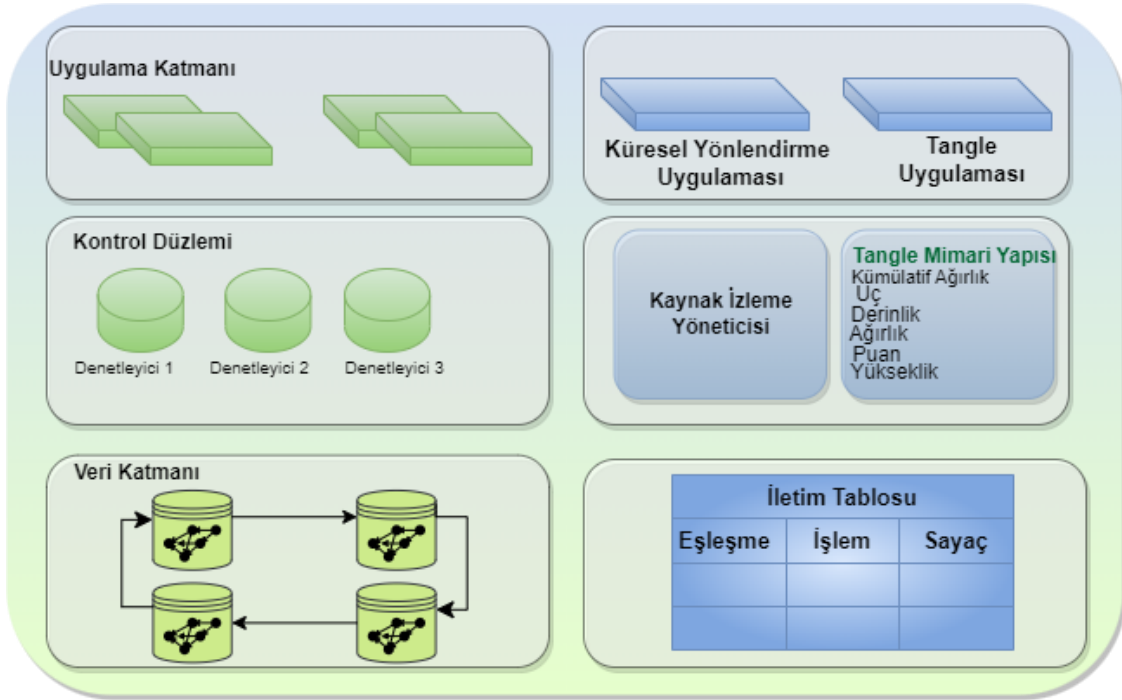 Uygulama Katmanı
Küresel Yönlendirme
Uygulaması
Tangle
Uygulaması
Kontrol Düzlemi
Denetleyici 1
Denetleyici 2
Denetleyici 3
Kaynak İzleme
Yöneticisi
Tangle Mimari Yapısı
Kümülatif Ağırlık
Uç
Derinlik
Ağırlık
Puan
Yükseklik
Veri Katmanı
İletim Tablosu
Eşleşme
İşlem
Sayaç